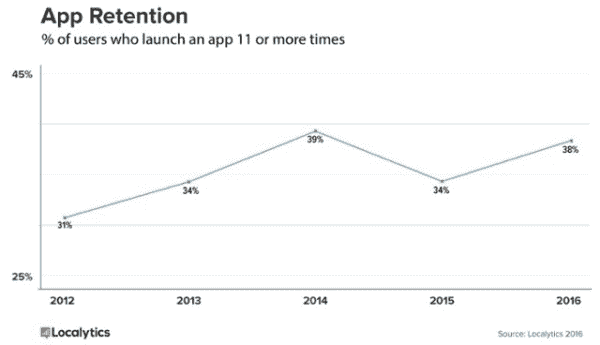 App Retention
% of users who launch an app 11 or more times
45%
39%
38%
34%
34%
31%
25%
2012 2013 2014 2015 2016
Localytics
Source: Localytics 2016